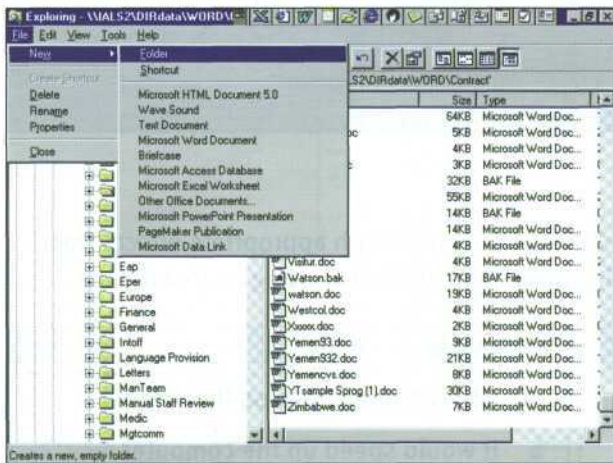 Exploring - \\IALS2\DIRdata\WORD\
File Edit View Tools Help
New
Folder
Create Shortcut
Shortcut
Delete
Rename
Properties
Close
Microsoft HTML Document 5.0
Wave Sound
Text Document
Microsoft Word Document
Briefcase
Microsoft Access Database
Microsoft Excel Worksheet
Other Office Documents...
Microsoft PowerPoint Presentation
PageMaker Publication
Microsoft Data Link
LS2\DIRdata\WORD\Contract'
Size Type
64KB Microsoft Word Doc...
5KB Microsoft Word Doc...
4KB Microsoft Word Doc...
3KB Microsoft Word Doc...
32KB BAK File
55KB Microsoft Word Doc...
14KB BAK File
14KB Microsoft Word Doc...
4KB Microsoft Word Doc...
Visitur.doc 4KB Microsoft Word Doc...
Watson.bak 17KB BAK File
watson.doc 19KB Microsoft Word Doc...
Westcol.doc 4KB Microsoft Word Doc...
Xxxxx.doc 2KB Microsoft Word Doc...
Yemen93.doc 9KB Microsoft Word Doc...
Yemen932.doc 21KB Microsoft Word Doc...
Yemencvs.doc 8KB Microsoft Word Doc...
YTsample Sprog (1).doc 30KB Microsoft Word Doc...
Zimbabwe.doc 7KB Microsoft Word Doc...
Eap
Eper
Europe
Finance
General
Intoff
Language Provision
Letters
ManTeam
Manual Staff Review
Medic
Mgtcomm
Creates a new, empty folder.